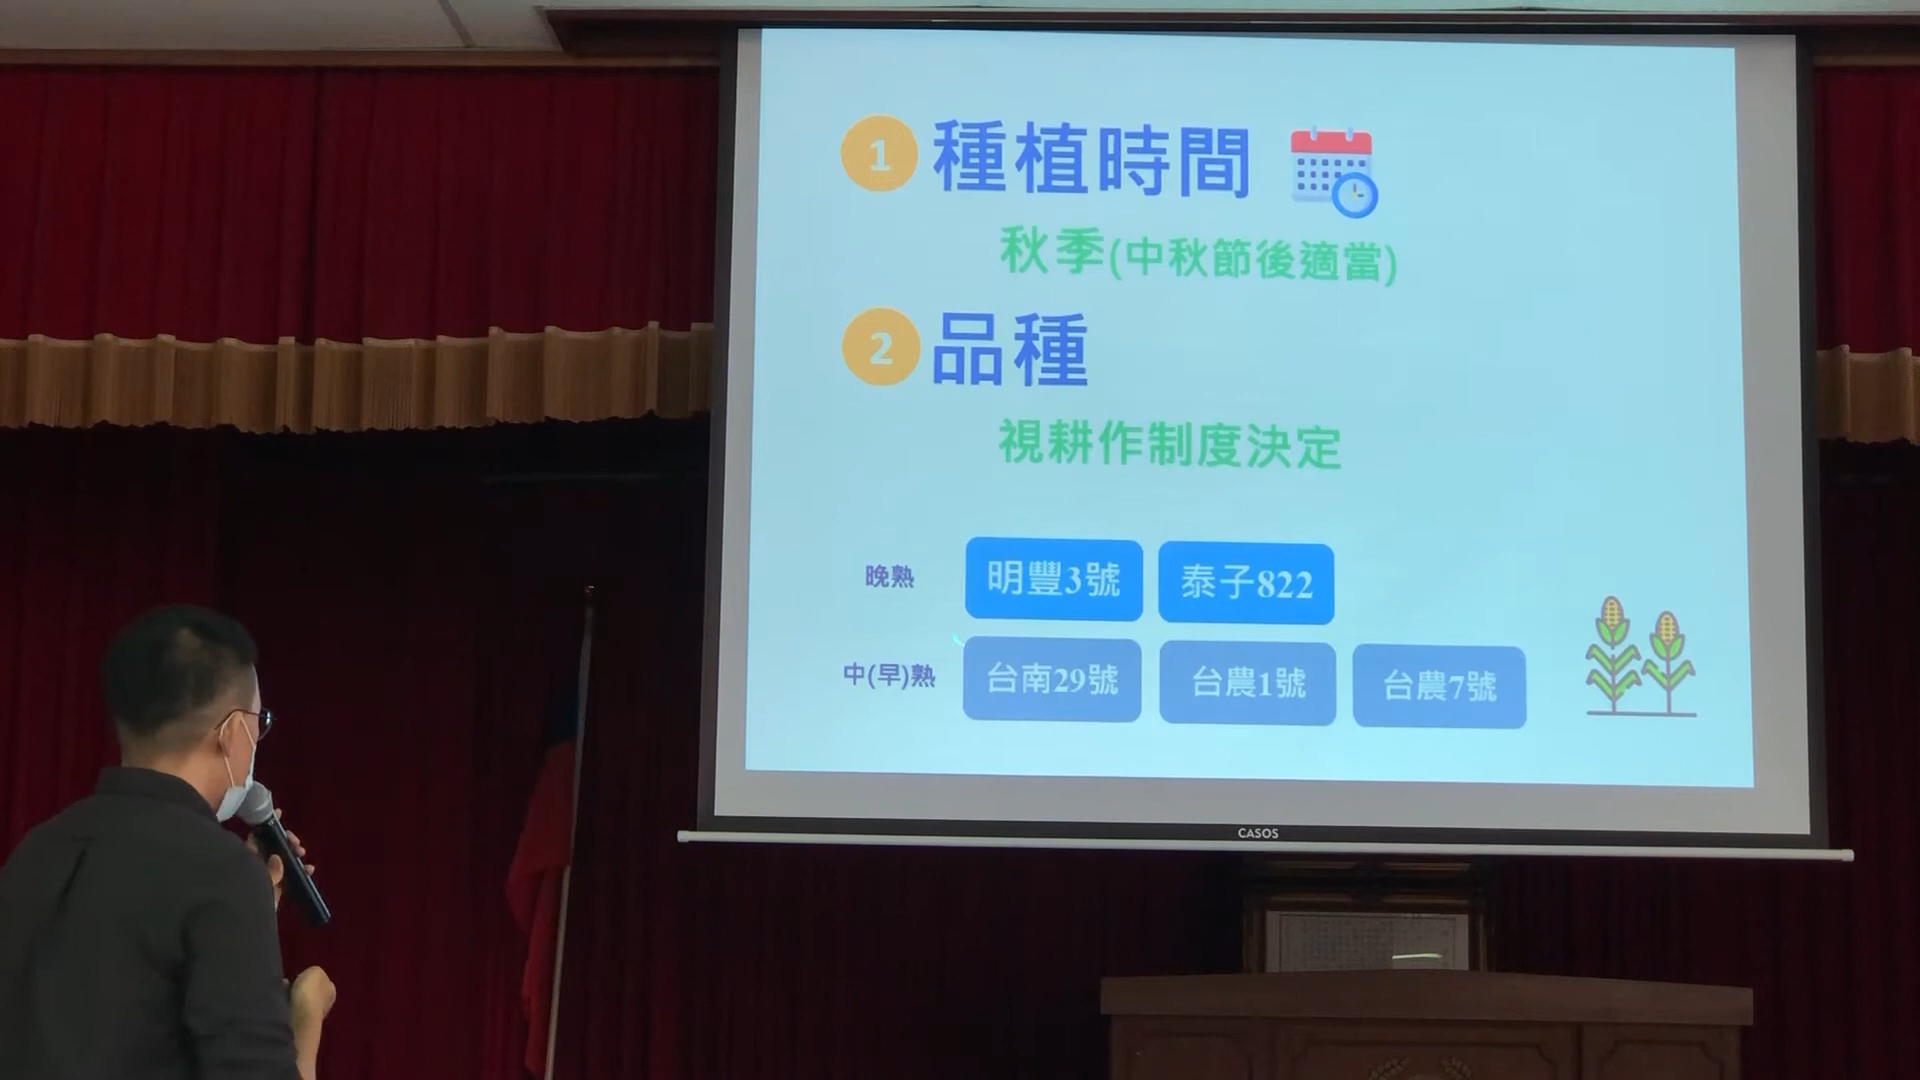 1 種植時間
秋季(中秋節後適當)
2 品種
視耕作制度決定
晚熟 明豐3號 泰子822
中(早)熟 台南29號 台農1號 台農7號
CASOS